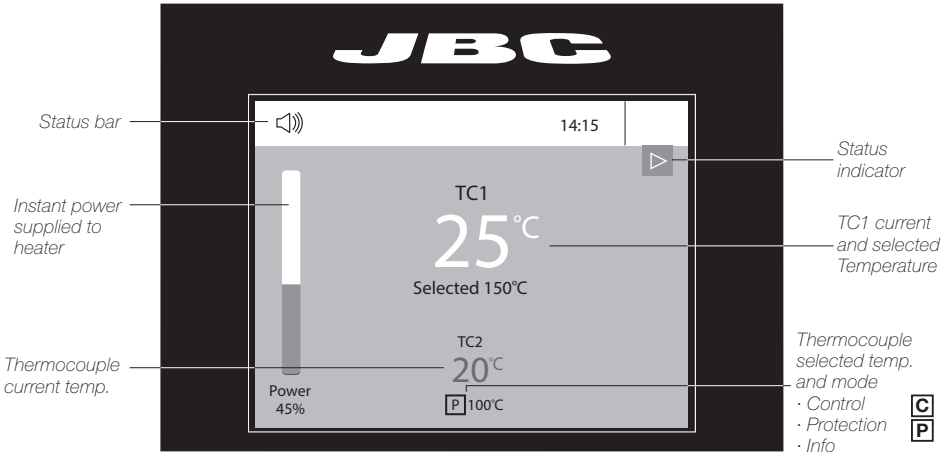 JBC
Status bar
14:15
Status
indicator
Instant power
supplied to
heater
TC1
25°C
Selected 150°C
TC1 current
and selected
Temperature
Thermocouple
current temp.
TC2
20°C
P 100°C
Power
45%
Thermocouple
selected temp.
and mode
· Control C
· Protection P
· Info